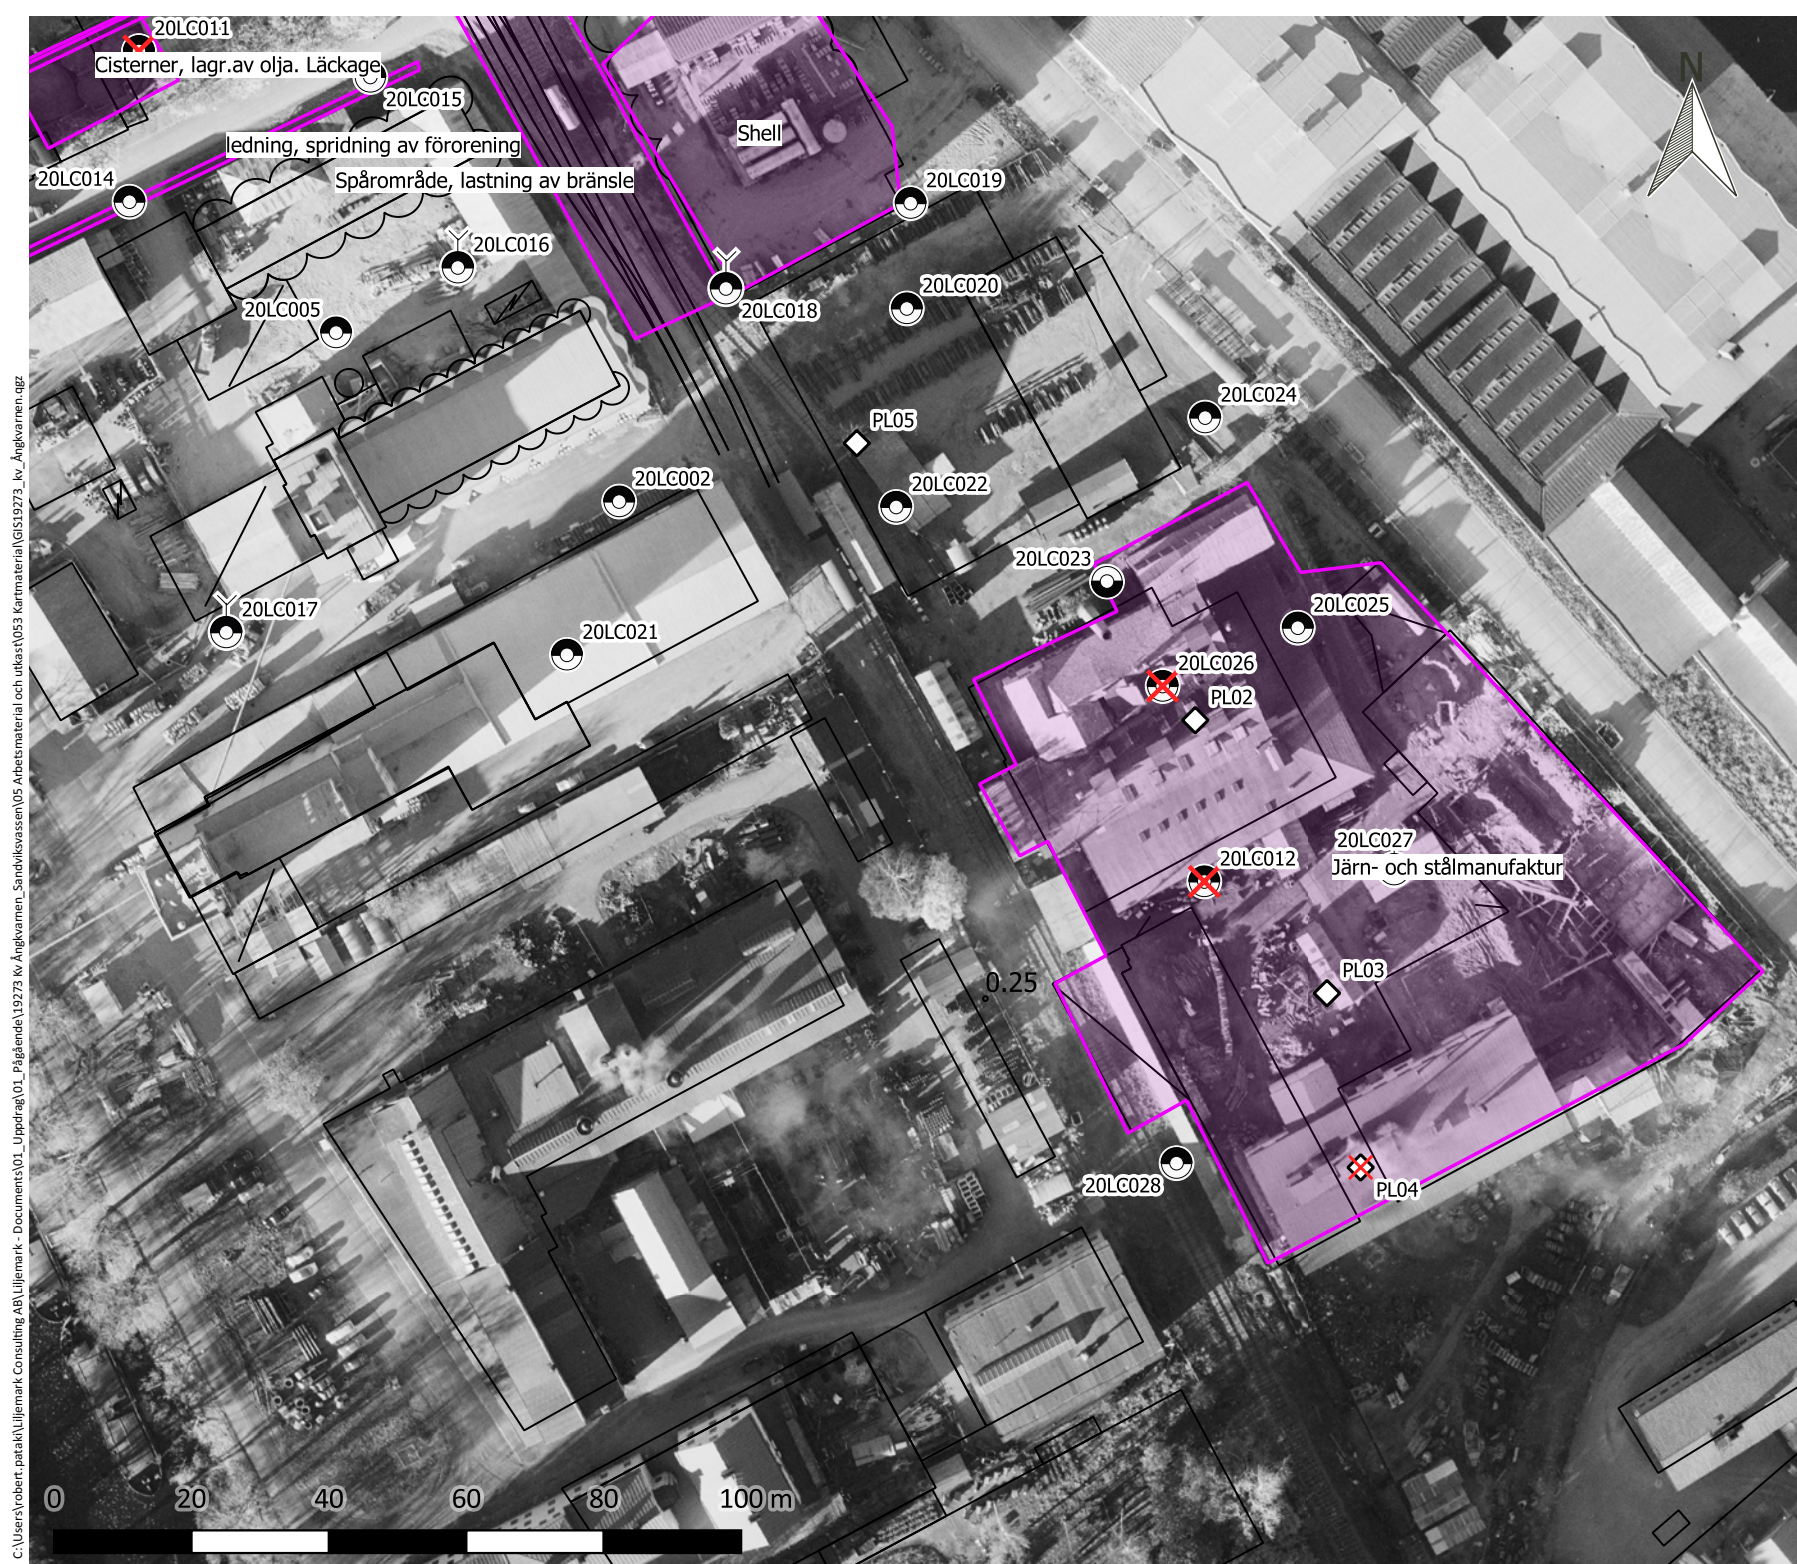 20LC011
Cisterner, lagr.av olja. Läckage
20LC015
ledning, spridning av förorening
Spårområde, lastning av bränsle
20LC014
Shell
N
20LC019
20LC016
20LC005
20LC018
20LC020
PL05
20LC024
20LC002
20LC022
20LC023
20LC017
20LC021
20LC025
20LC026
PL02
20LC027
20LC012
Järn- och stålmanufaktur
PL03
0.25
20LC028
PL04
0 20 40 60 80 100 m
C:\Users\robert.pataki\Liljemark Consulting AB\Liljemark - Documents\01_Uppdrag\01_Pågående\19273 Kv Ångkvarnen_Sandviksvassen\05 Arbetsmaterial och utkast\053 Kartmaterial\GIS19273_kv_Ångkvarnen.qgz